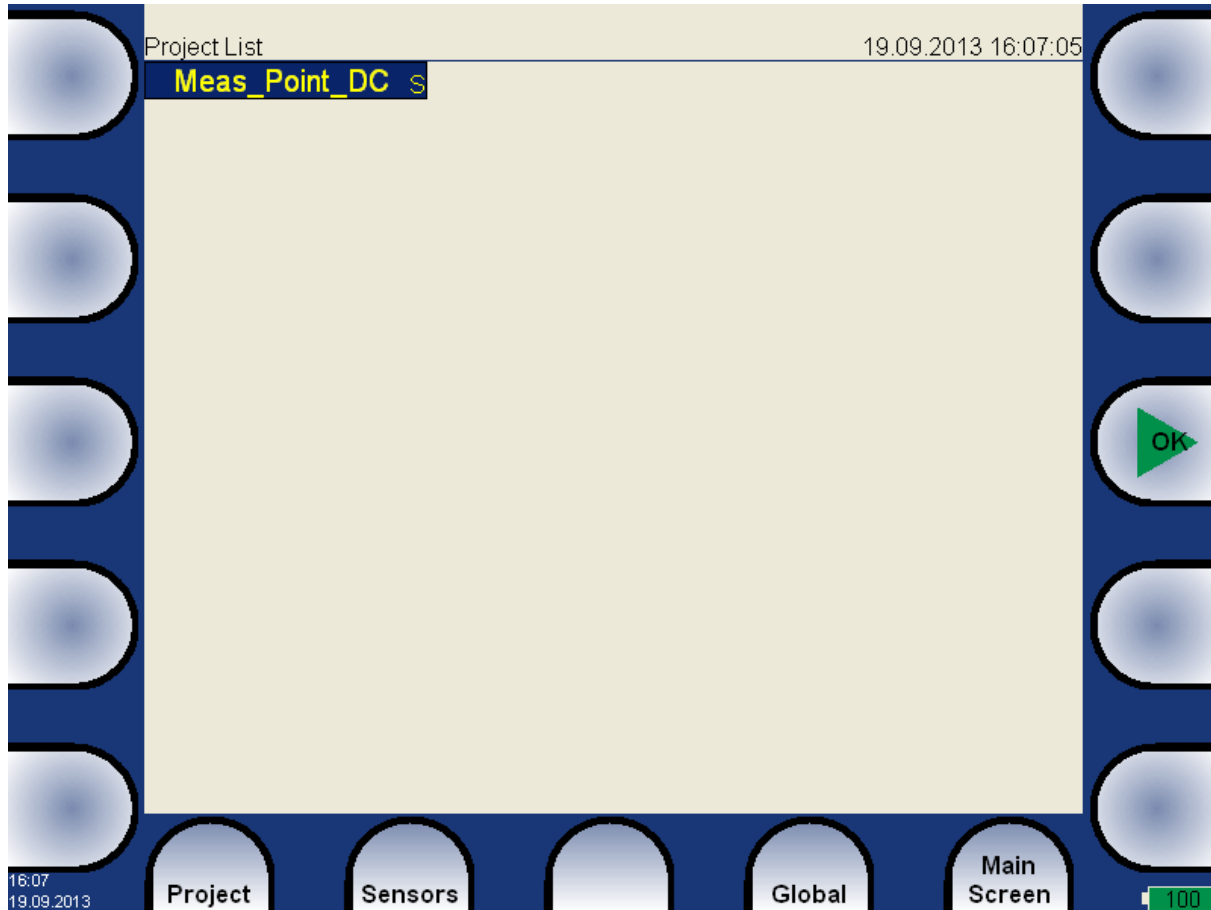 Project List 19.09.2013 16:07:05
Meas_Point_DC S
OK
Project Sensors Global Main Screen
16:07
19.09.2013
100